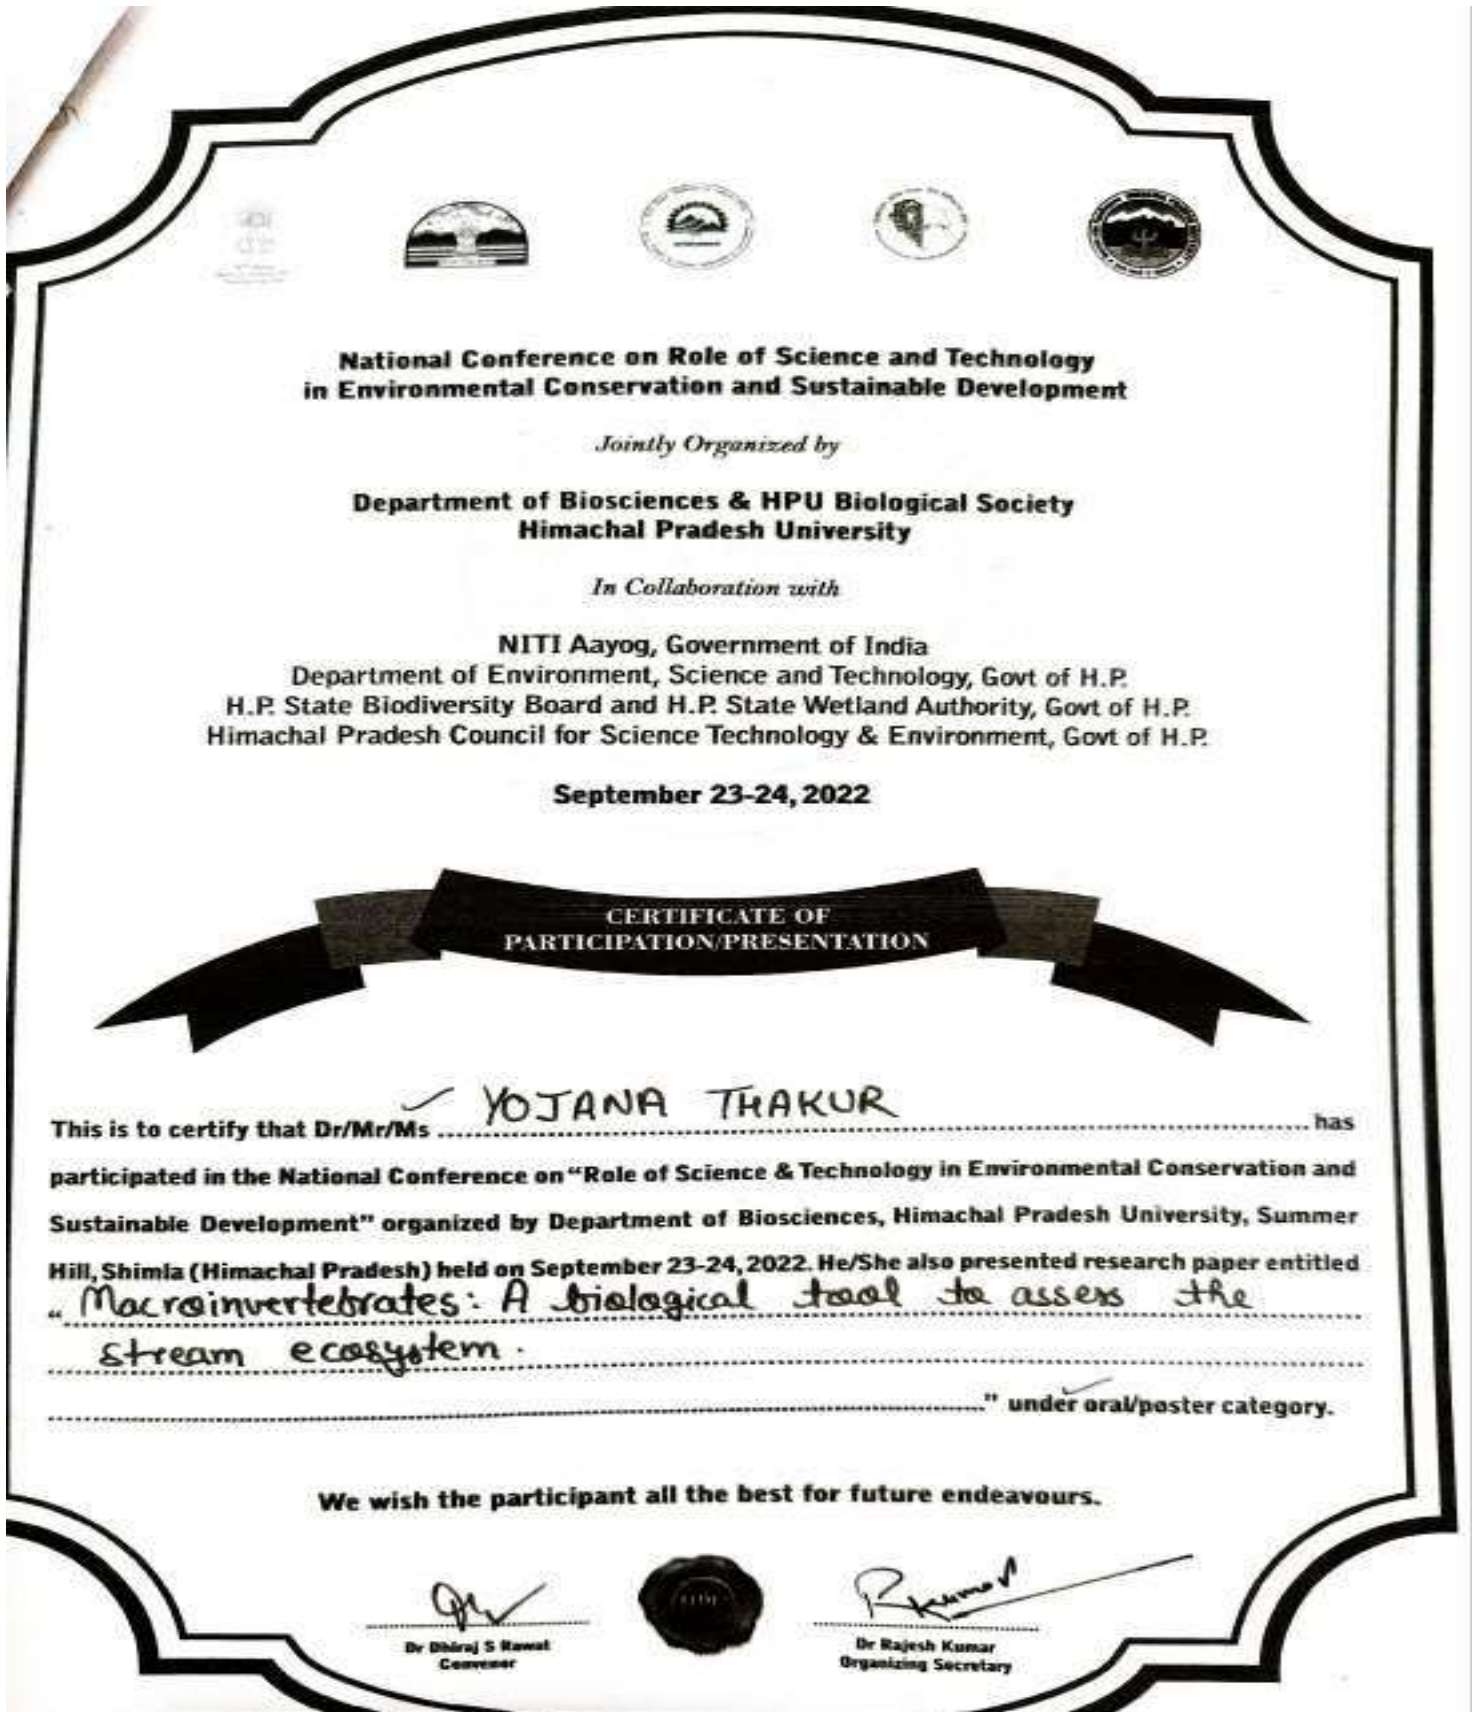 National Conference on Role of Science and Technology
in Environmental Conservation and Sustainable Development
Jointly Organized by
Department of Biosciences & HPU Biological Society
Himachal Pradesh University
In Collaboration with
NITI Aayog, Government of India
Department of Environment, Science and Technology, Govt of H.P.
H.P. State Biodiversity Board and H.P. State Wetland Authority, Govt of H.P.
Himachal Pradesh Council for Science Technology & Environment, Govt of H.P.
September 23-24, 2022
CERTIFICATE OF
PARTICIPATION/PRESENTATION
This is to certify that Dr/Mr/Ms YOJANA THAKUR has
participated in the National Conference on “Role of Science & Technology in Environmental Conservation and
Sustainable Development” organized by Department of Biosciences, Himachal Pradesh University, Summer
Hill, Shimla (Himachal Pradesh) held on September 23-24, 2022. He/She also presented research paper entitled
“ Macroinvertebrates: A biological tool to assess the
stream ecosystem.
” under oral/poster category.
We wish the participant all the best for future endeavours.
Rkumar
Dr Dhiraj S Rawat
Convener
Dr Rajesh Kumar
Organizing Secretary